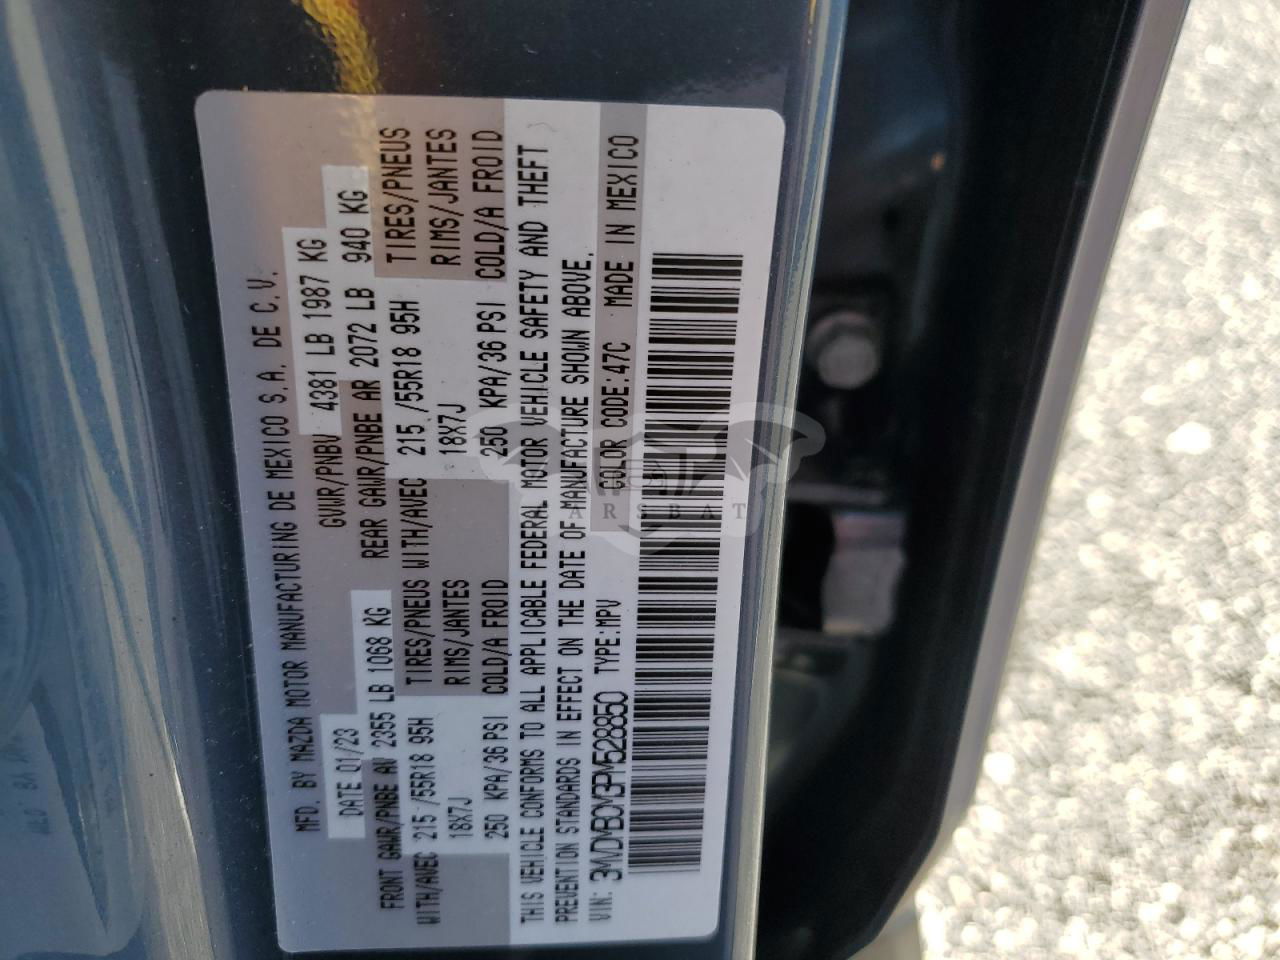 MFD. BY MAZDA MOTOR MANUFACTURING DE MEXICO S.A. DE C.V.
DATE 01/23 GVWR/PNBV 4381 LB 1987 KG
FRONT GAWR/PNBE AV 2355 LB 1068 KG REAR GAWR/PNBE AR 2072 LB 940 KG
WITH/AVEC 215 /55R18 95H TIRES/PNEUS WITH/AVEC 215 /55R18 95H TIRES/PNEUS
18X7J RIMS/JANTES 18X7J RIMS/JANTES
250 KPA/36 PSI COLD/A FROID 250 KPA/36 PSI COLD/A FROID
THIS VEHICLE CONFORMS TO ALL APPLICABLE FEDERAL MOTOR VEHICLE SAFETY AND THEFT
PREVENTION STANDARDS IN EFFECT ON THE DATE OF MANUFACTURE SHOWN ABOVE.
VIN: 3MVDMBCM3PM528850 TYPE:MPV COLOR CODE:47C MADE IN MEXICO
ARSBAT